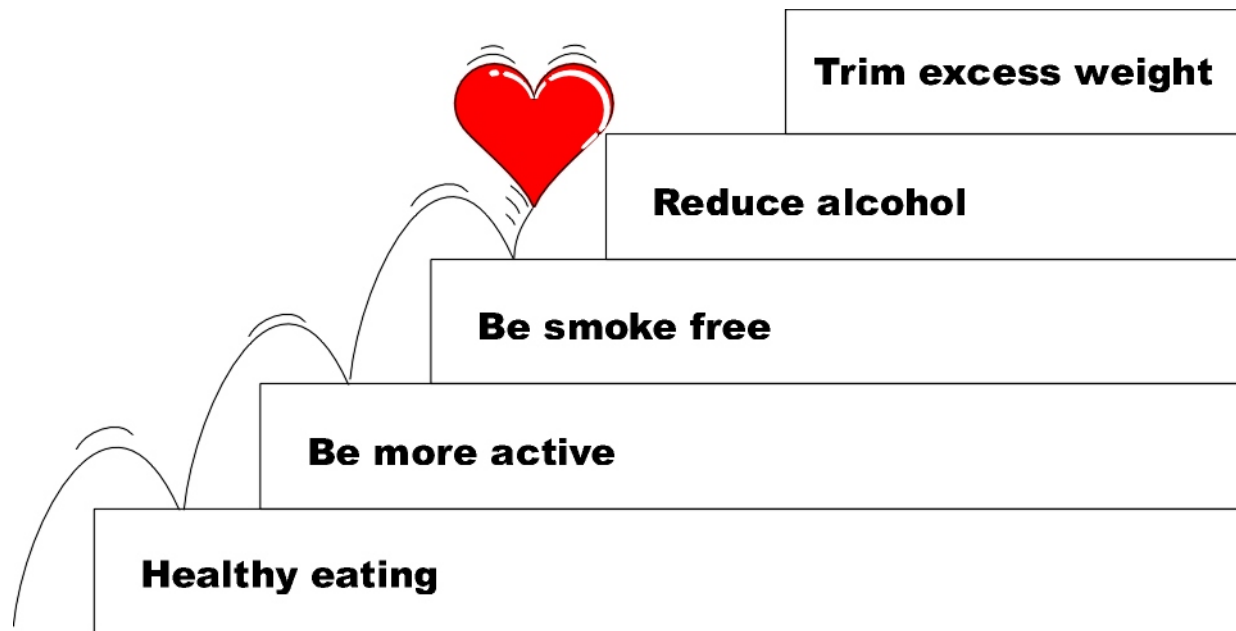 Trim excess weight
Reduce alcohol
Be smoke free
Be more active
Healthy eating